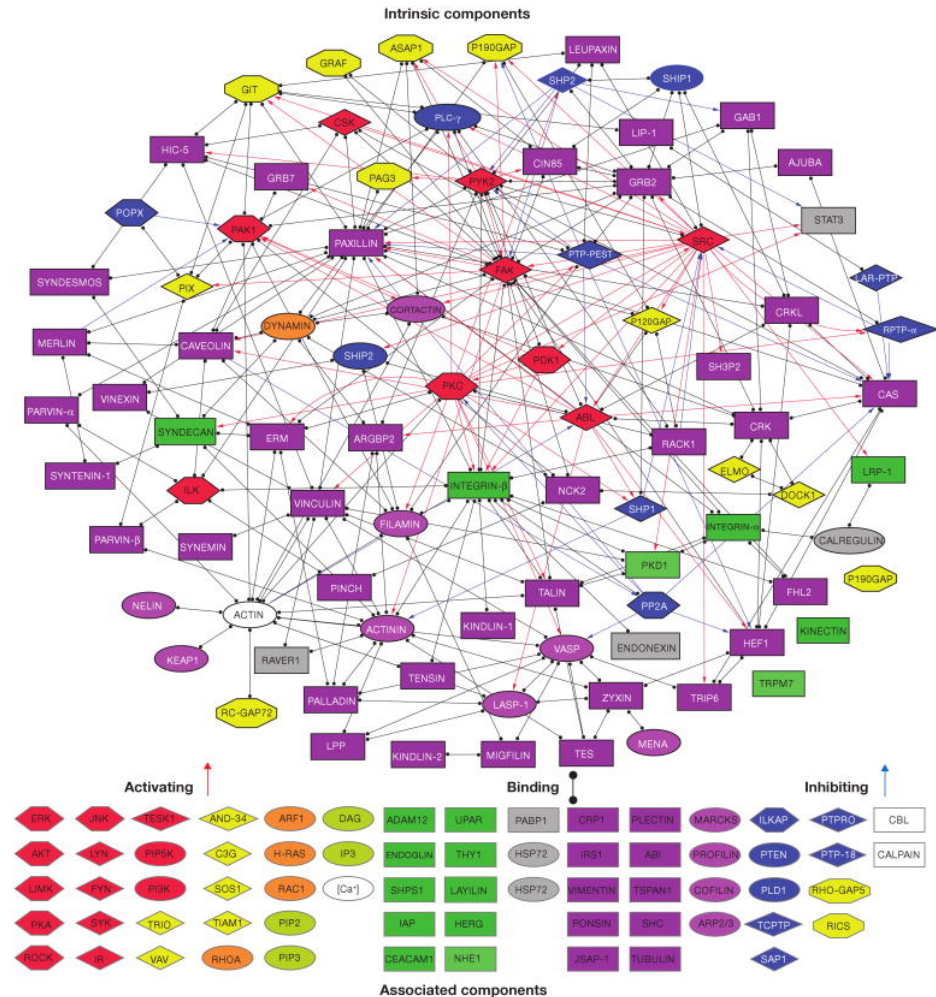 Intrinsic components
ASAP1
P190GAP
LEUPAXIN
GRAF
SHP2
SHIP1
GIT
PLC-γ
GAB1
CSK
LIP-1
HIC-5
CIN85
AJUBA
GRB7
PAG3
PYK2
GRB2
POPX
PAK1
STAT3
PAXILLIN
SRC
PTP-PEST
FAK
SYNDESMOS
PIX
LAR-PTP
CORTACTIN
CRKL
DYNAMIN
P120GAP
RPTP-α
MERLIN
CAVEOLIN
SHIP2
PDK1
SH3P2
PKC
CAS
VINEXIN
PARVIN-α
ABL
SYNDECAN
ERM
ARGBP2
RACK1
CRK
SYNTENIN-1
ELMO
LRP-1
ILK
INTEGRIN-β
NCK2
DOCK1
VINCULIN
SHP1
FILAMIN
INTEGRIN-α
PARVIN-β
SYNEMIN
CALREGULIN
PKD1
P190GAP
PINCH
TALIN
FHL2
NELIN
ACTIN
PP2A
ACTININ
KINDLIN-1
KINECTIN
ENDONEXIN
HEF1
KEAP1
RAVER1
VASP
TENSIN
TRPM7
PALLADIN
LASP-1
ZYXIN
TRIP6
RC-GAP72
LPP
KINDLIN-2
MIGFILIN
TES
MENA
Activating
Binding
Inhibiting
ERK JNK TESK1 AND-34 ARF1 DAG ADAM12 UPAR PABP1 CRP1 PLECTIN MARCKS ILKAP PTPRO CBL
AKT LYN PIP5K C3G H-RAS IP3 ENDOGLIN THY1 HSP72 IRS1 ABI PROFILIN PTEN PTP-18 CALPAIN
LIMK FYN PI3K SOS1 RAC1 [Ca⁺] SHPS1 LAYILIN HSP72 VIMENTIN TSPAN1 COFILIN PLD1 RHO-GAP5
PKA SYK TRIO TIAM1 PIP2 IAP HERG PONSIN SHC ARP2/3 TCPTP RICS
ROCK IR VAV RHOA PIP3 CEACAM1 NHE1 JSAP-1 TUBULIN SAP1
Associated components